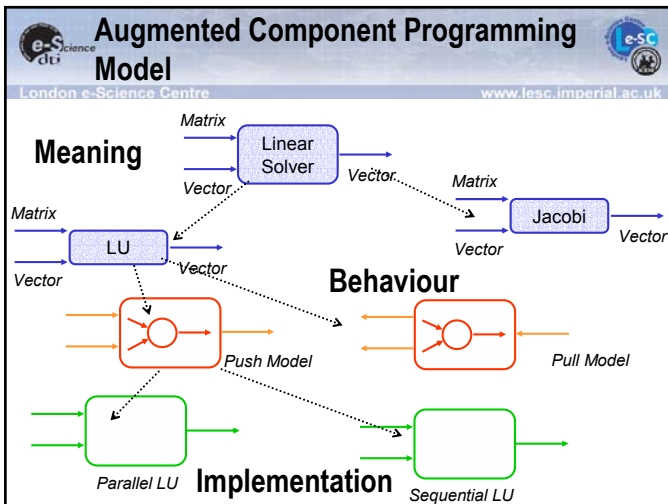 e-Science
dti
Augmented Component Programming
Model
e-SC
London e-Science Centre
www.lesc.imperial.ac.uk
Meaning
Matrix
Vector
Linear
Solver
Vector
Matrix
Vector
Jacobi
Vector
Matrix
Vector
LU
Vector
Behaviour
Push Model
Pull Model
Parallel LU
Implementation
Sequential LU